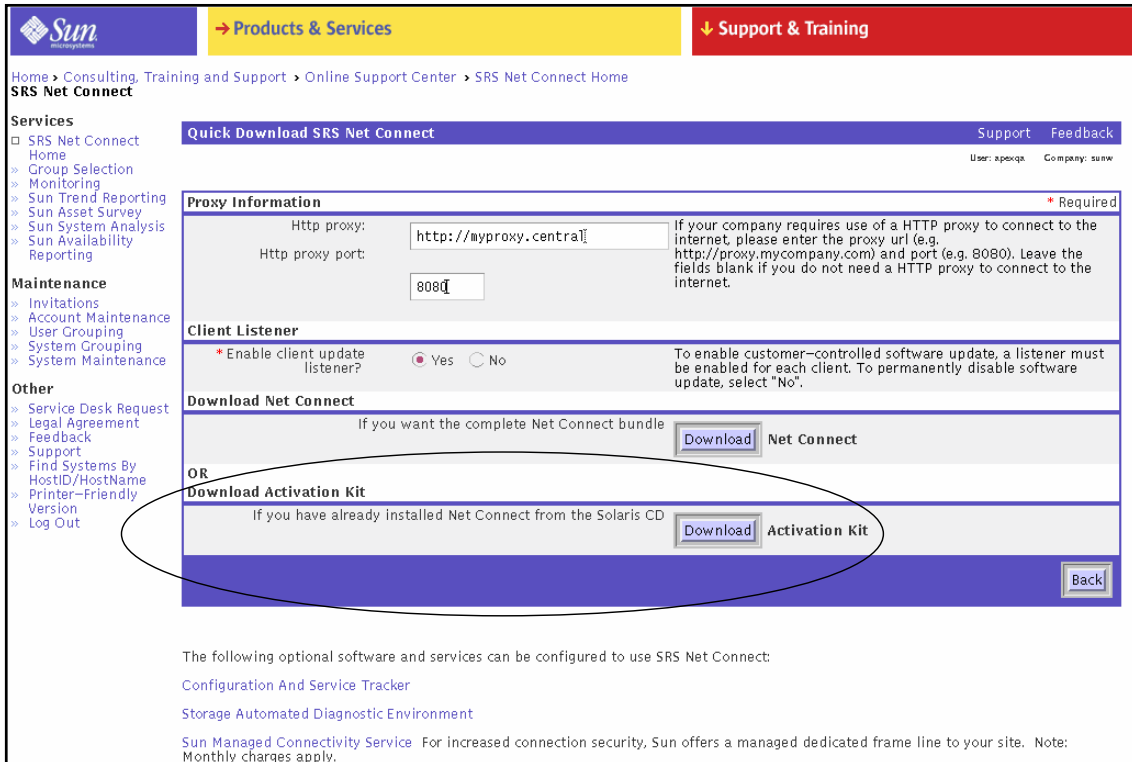 Sun
microsystems
→ Products & Services
↓ Support & Training
Home › Consulting, Training and Support › Online Support Center › SRS Net Connect Home
SRS Net Connect
Services
SRS Net Connect
Home
» Group Selection
» Monitoring
» Sun Trend Reporting
» Sun Asset Survey
» Sun System Analysis
» Sun Availability
Reporting
Maintenance
» Invitations
» Account Maintenance
» User Grouping
» System Grouping
» System Maintenance
Other
» Service Desk Request
» Legal Agreement
» Feedback
» Support
» Find Systems By
HostID/HostName
» Printer-Friendly
Version
» Log Out
Quick Download SRS Net Connect
Support Feedback
User: apexqa Company: sunw
Proxy Information
* Required
Http proxy:
http://myproxy.central
Http proxy port:
8080
If your company requires use of a HTTP proxy to connect to the
internet, please enter the proxy url (e.g.
http://proxy.mycompany.com) and port (e.g. 8080). Leave the
fields blank if you do not need a HTTP proxy to connect to the
internet.
Client Listener
* Enable client update
listener?
Yes No
To enable customer-controlled software update, a listener must
be enabled for each client. To permanently disable software
update, select "No".
Download Net Connect
If you want the complete Net Connect bundle
Download Net Connect
OR
Download Activation Kit
If you have already installed Net Connect from the Solaris CD
Download Activation Kit
Back
The following optional software and services can be configured to use SRS Net Connect:
Configuration And Service Tracker
Storage Automated Diagnostic Environment
Sun Managed Connectivity Service For increased connection security, Sun offers a managed dedicated frame line to your site. Note:
Monthly charges apply.